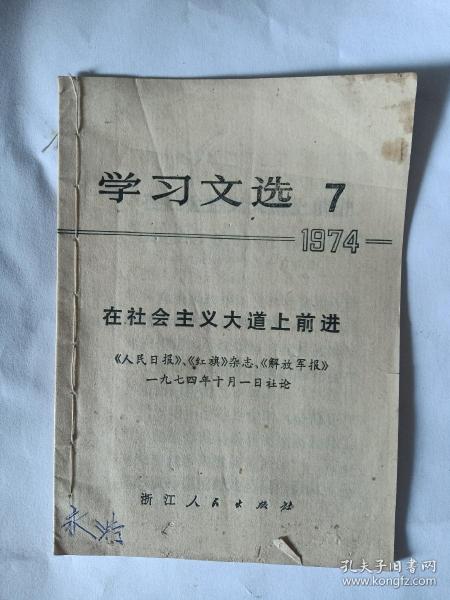 学习文选 7
1974
在社会主义大道上前进
《人民日报》、《红旗》杂志、《解放军报》
一九七四年十月一日社论
浙江人民出版社
孔夫子旧书网
www.kongfz.com